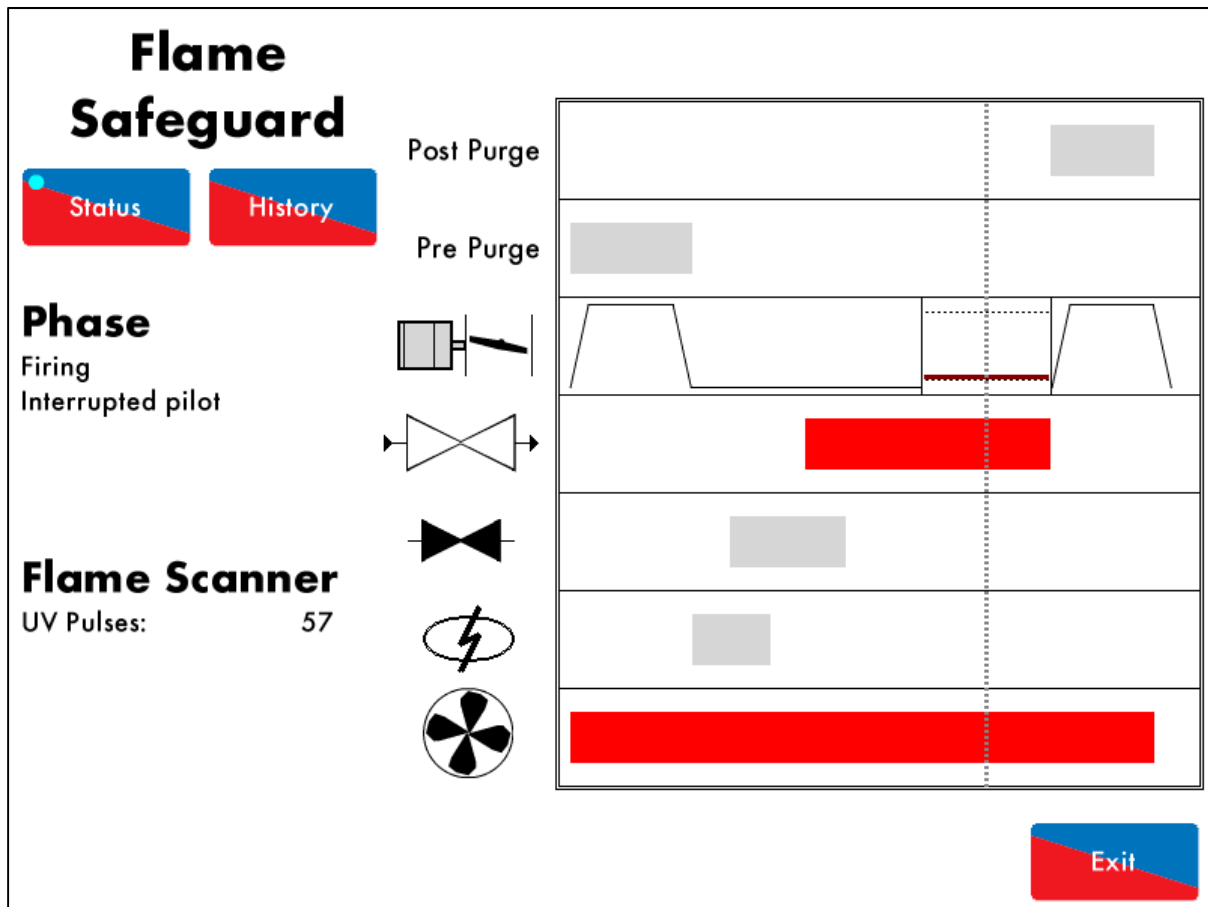 Flame
Safeguard
Status
History
Phase
Firing
Interrupted pilot
Flame Scanner
UV Pulses: 57
Post Purge
Pre Purge
Exit